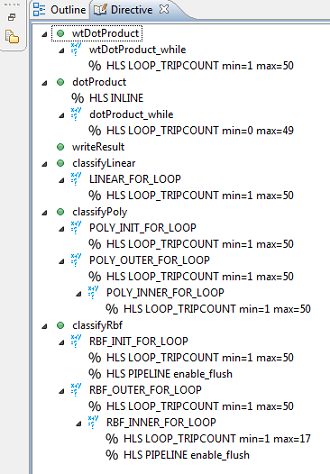 Outline Directive
wtDotProduct
wtDotProduct_while
% HLS LOOP_TRIPCOUNT min=1 max=50
dotProduct
% HLS INLINE
dotProduct_while
% HLS LOOP_TRIPCOUNT min=0 max=49
writeResult
classifyLinear
LINEAR_FOR_LOOP
% HLS LOOP_TRIPCOUNT min=1 max=50
classifyPoly
POLY_INIT_FOR_LOOP
% HLS LOOP_TRIPCOUNT min=1 max=50
POLY_OUTER_FOR_LOOP
% HLS LOOP_TRIPCOUNT min=1 max=50
POLY_INNER_FOR_LOOP
% HLS LOOP_TRIPCOUNT min=1 max=50
classifyRbf
RBF_INIT_FOR_LOOP
% HLS LOOP_TRIPCOUNT min=1 max=50
% HLS PIPELINE enable_flush
RBF_OUTER_FOR_LOOP
% HLS LOOP_TRIPCOUNT min=1 max=50
RBF_INNER_FOR_LOOP
% HLS LOOP_TRIPCOUNT min=1 max=17
% HLS PIPELINE enable_flush